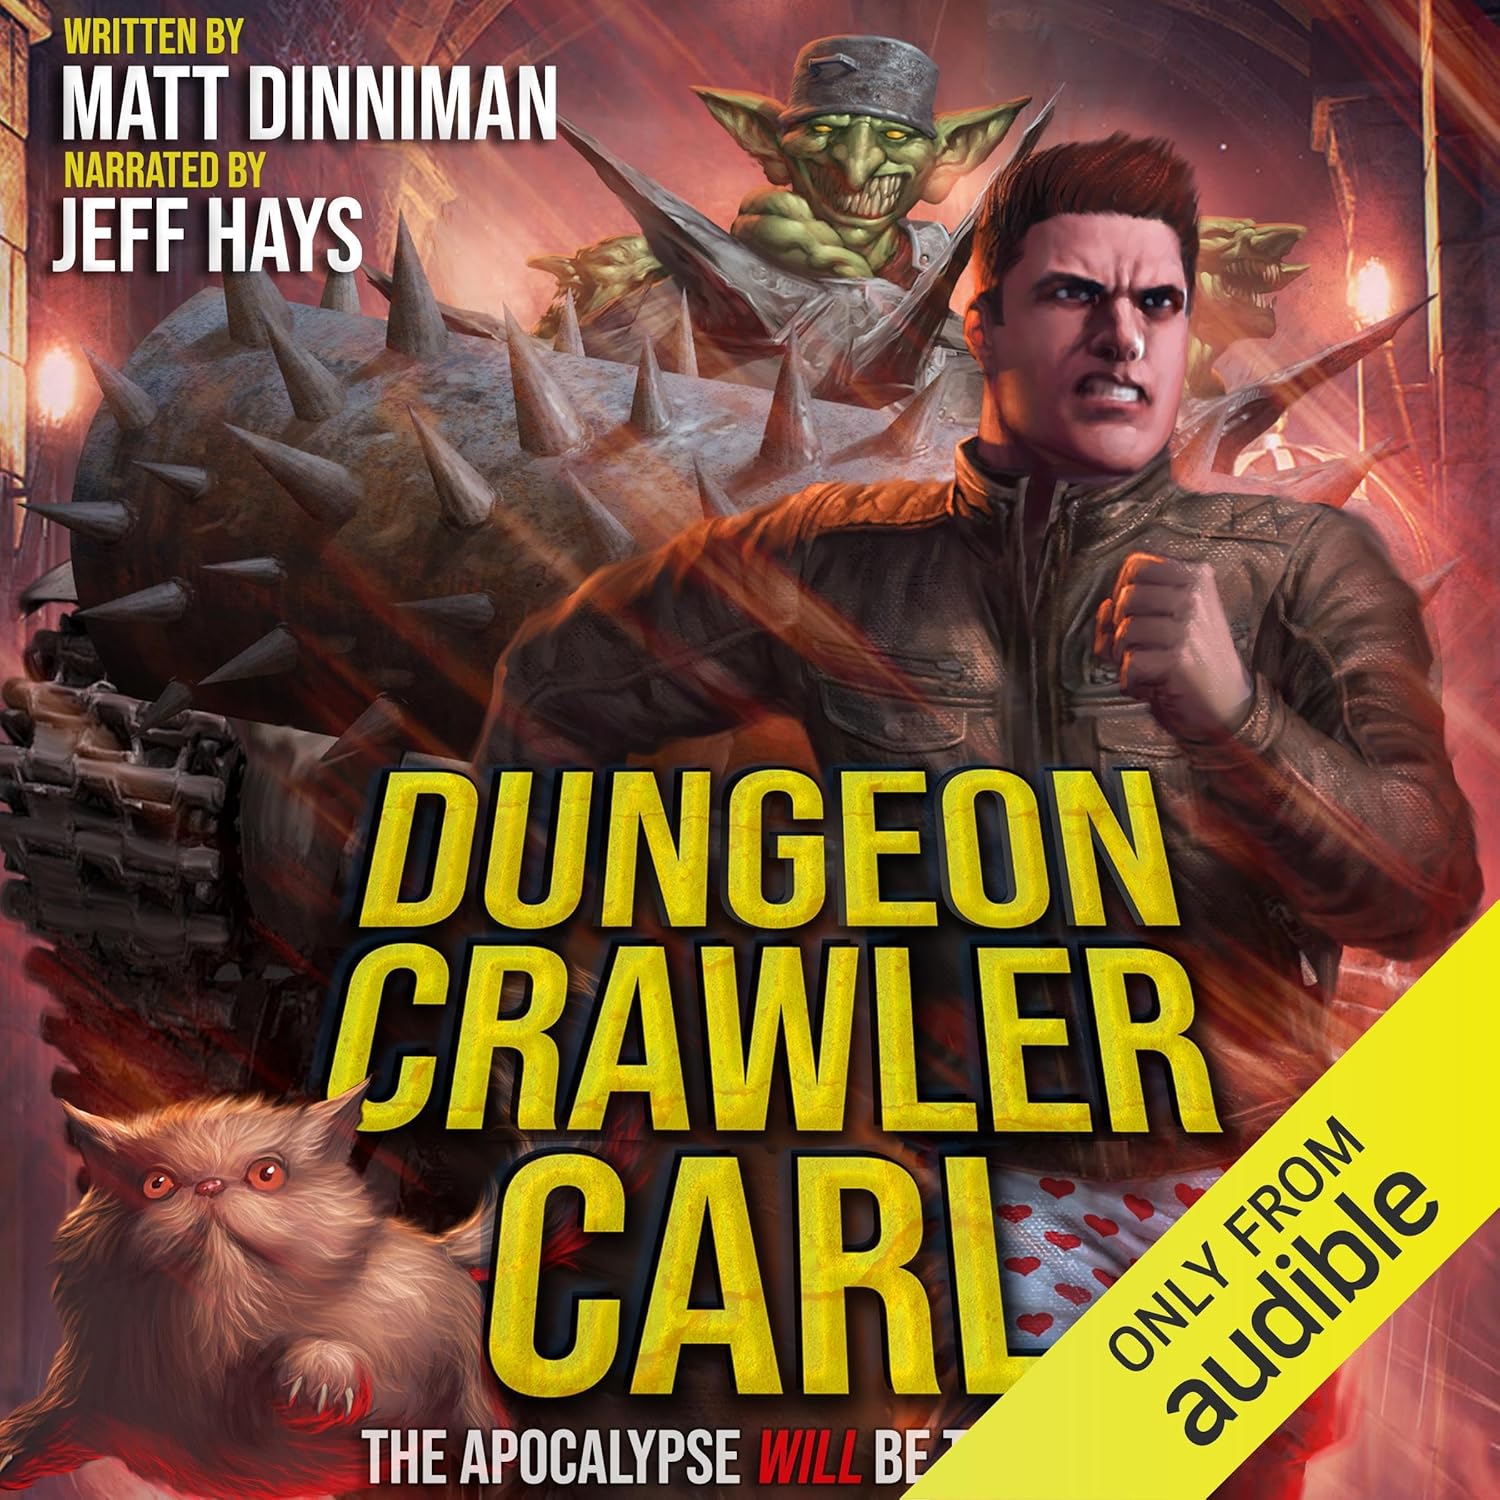 WRITTEN BY
MATT DINNIMAN
NARRATED BY
JEFF HAYS
DUNGEON
CRAWLER
CARL
THE APOCALYPSE WILL BE
ONLY FROM
audible